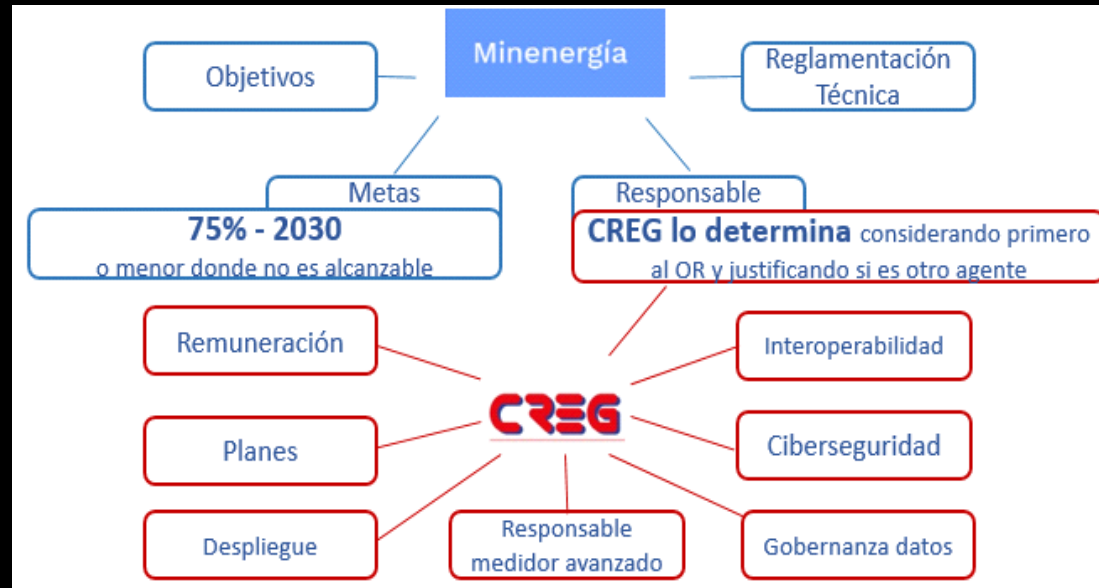 Minenergía
Objetivos
Reglamentación
Técnica
Metas
75% - 2030
o menor donde no es alcanzable
Responsable
CREG lo determina considerando primero
al OR y justificando si es otro agente
Remuneración
Interoperabilidad
CREG
Planes
Ciberseguridad
Despliegue
Responsable
medidor avanzado
Gobernanza datos